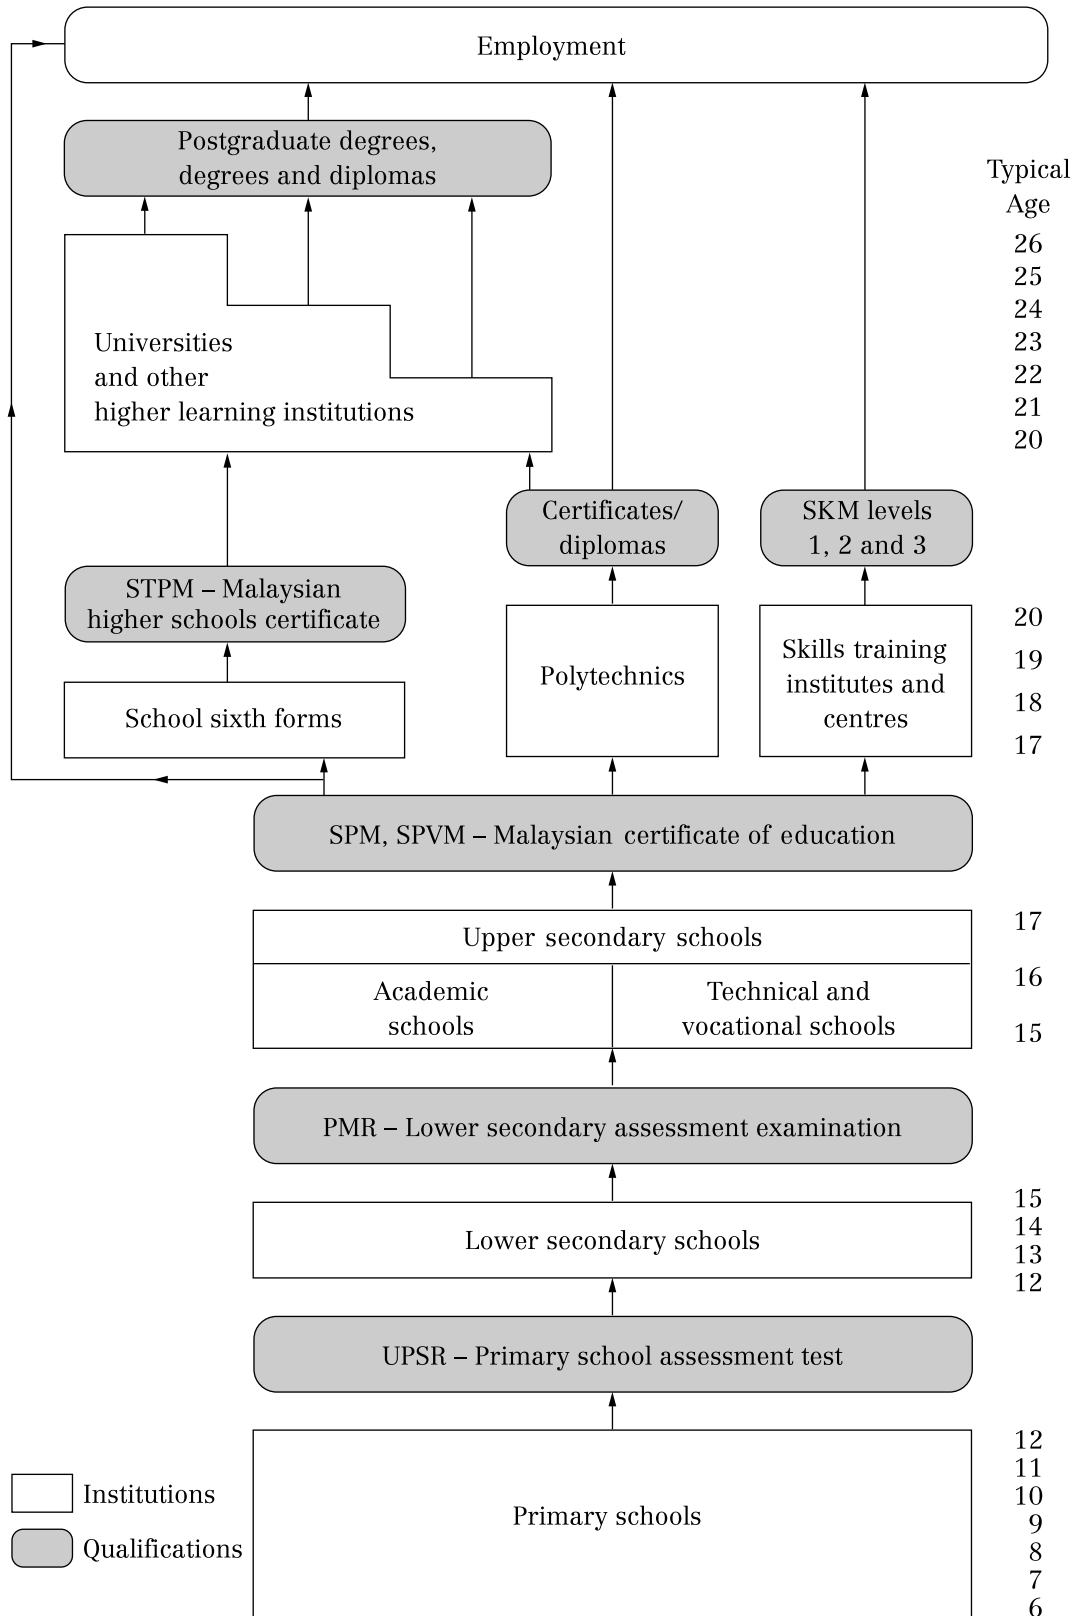 Employment
Postgraduate degrees,
degrees and diplomas
Typical
Age
26
25
24
23
22
21
20
Universities
and other
higher learning institutions
Certificates/
diplomas
SKM levels
1, 2 and 3
STPM – Malaysian
higher schools certificate
Polytechnics
Skills training
institutes and
centres
20
19
18
17
School sixth forms
SPM, SPVM – Malaysian certificate of education
Upper secondary schools
Academic
schools
Technical and
vocational schools
17
16
15
PMR – Lower secondary assessment examination
Lower secondary schools
15
14
13
12
UPSR – Primary school assessment test
Primary schools
12
11
10
9
8
7
6
Institutions
Qualifications